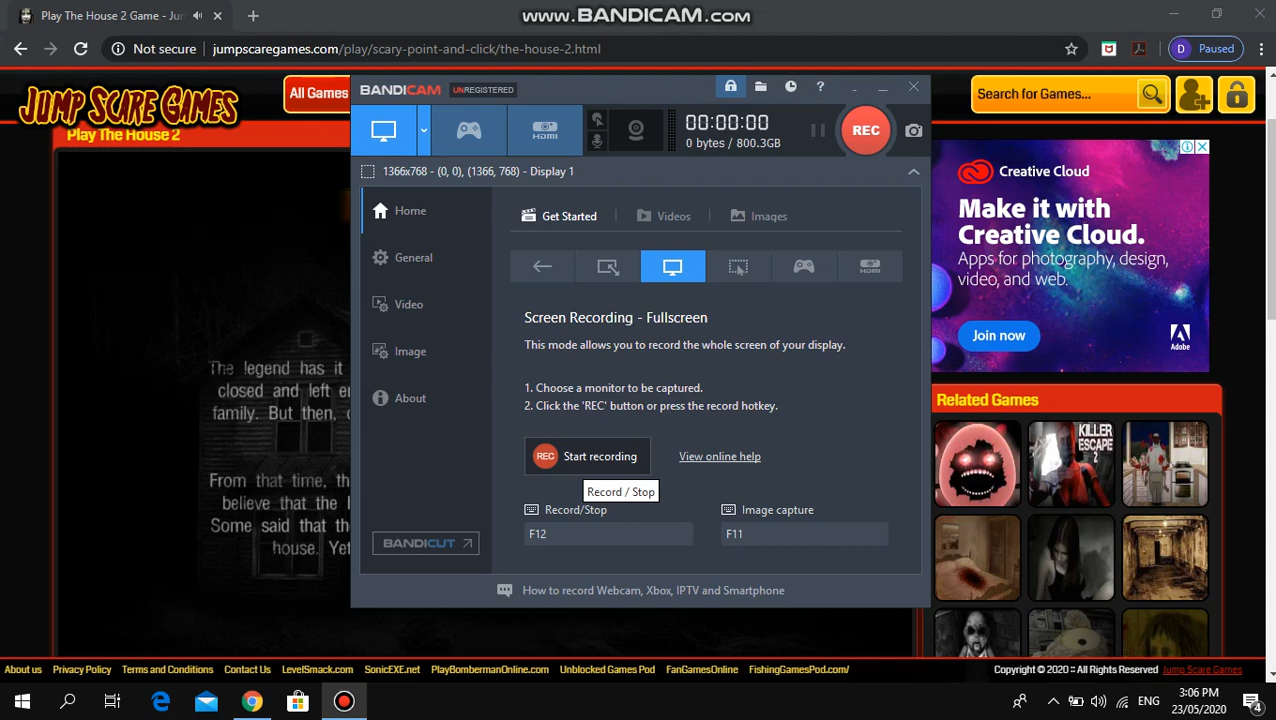 Play The House 2 Game - Jum
www.BANDICAM.com
Not secure
jumpscaregames.com/play/scary-point-and-click/the-house-2.html
D Paused
JUMP SCARE GAMES
All Games
Search for Games...
BANDICAM UNREGISTERED
Play The House 2
HDMI
00:00:00
0 bytes / 800.3GB
REC
1366x768 - (0, 0), (1366, 768) - Display 1
Home
General
Video
Image
About
BANDICUT
Get Started
Videos
Images
HDMI
Screen Recording - Fullscreen
This mode allows you to record the whole screen of your display.
1. Choose a monitor to be captured.
2. Click the 'REC' button or press the record hotkey.
REC Start recording
View online help
Record / Stop
Record/Stop
Image capture
F12
F11
How to record Webcam, Xbox, IPTV and Smartphone
The legend has it
closed and left
family. But then,
From that time, th
believe that the
Some said that the
house. Yet
Creative Cloud
Make it with
Creative Cloud.
Apps for photography, design,
video, and web.
Join now
Adobe
Related Games
KILLER
ESCAPE
2
About us
Privacy Policy
Terms and Conditions
Contact Us
LevelSmack.com
SonicEXE.net
PlayBombermanOnline.com
Unblocked Games Pod
FanGamesOnline
FishingGamesPod.com/
Copyright © 2020 :: All Rights Reserved
Jump Scare Games
ENG
3:06 PM
23/05/2020
4